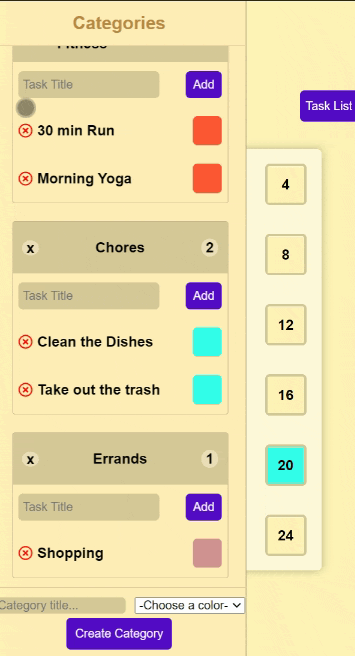 Categories
Fitness
Task Title
Add
30 min Run
Morning Yoga
x Chores 2
Task Title
Add
Clean the Dishes
Take out the trash
x Errands 1
Task Title
Add
Shopping
Category title...
-Choose a color-
Create Category
Task List
4
8
12
16
20
24